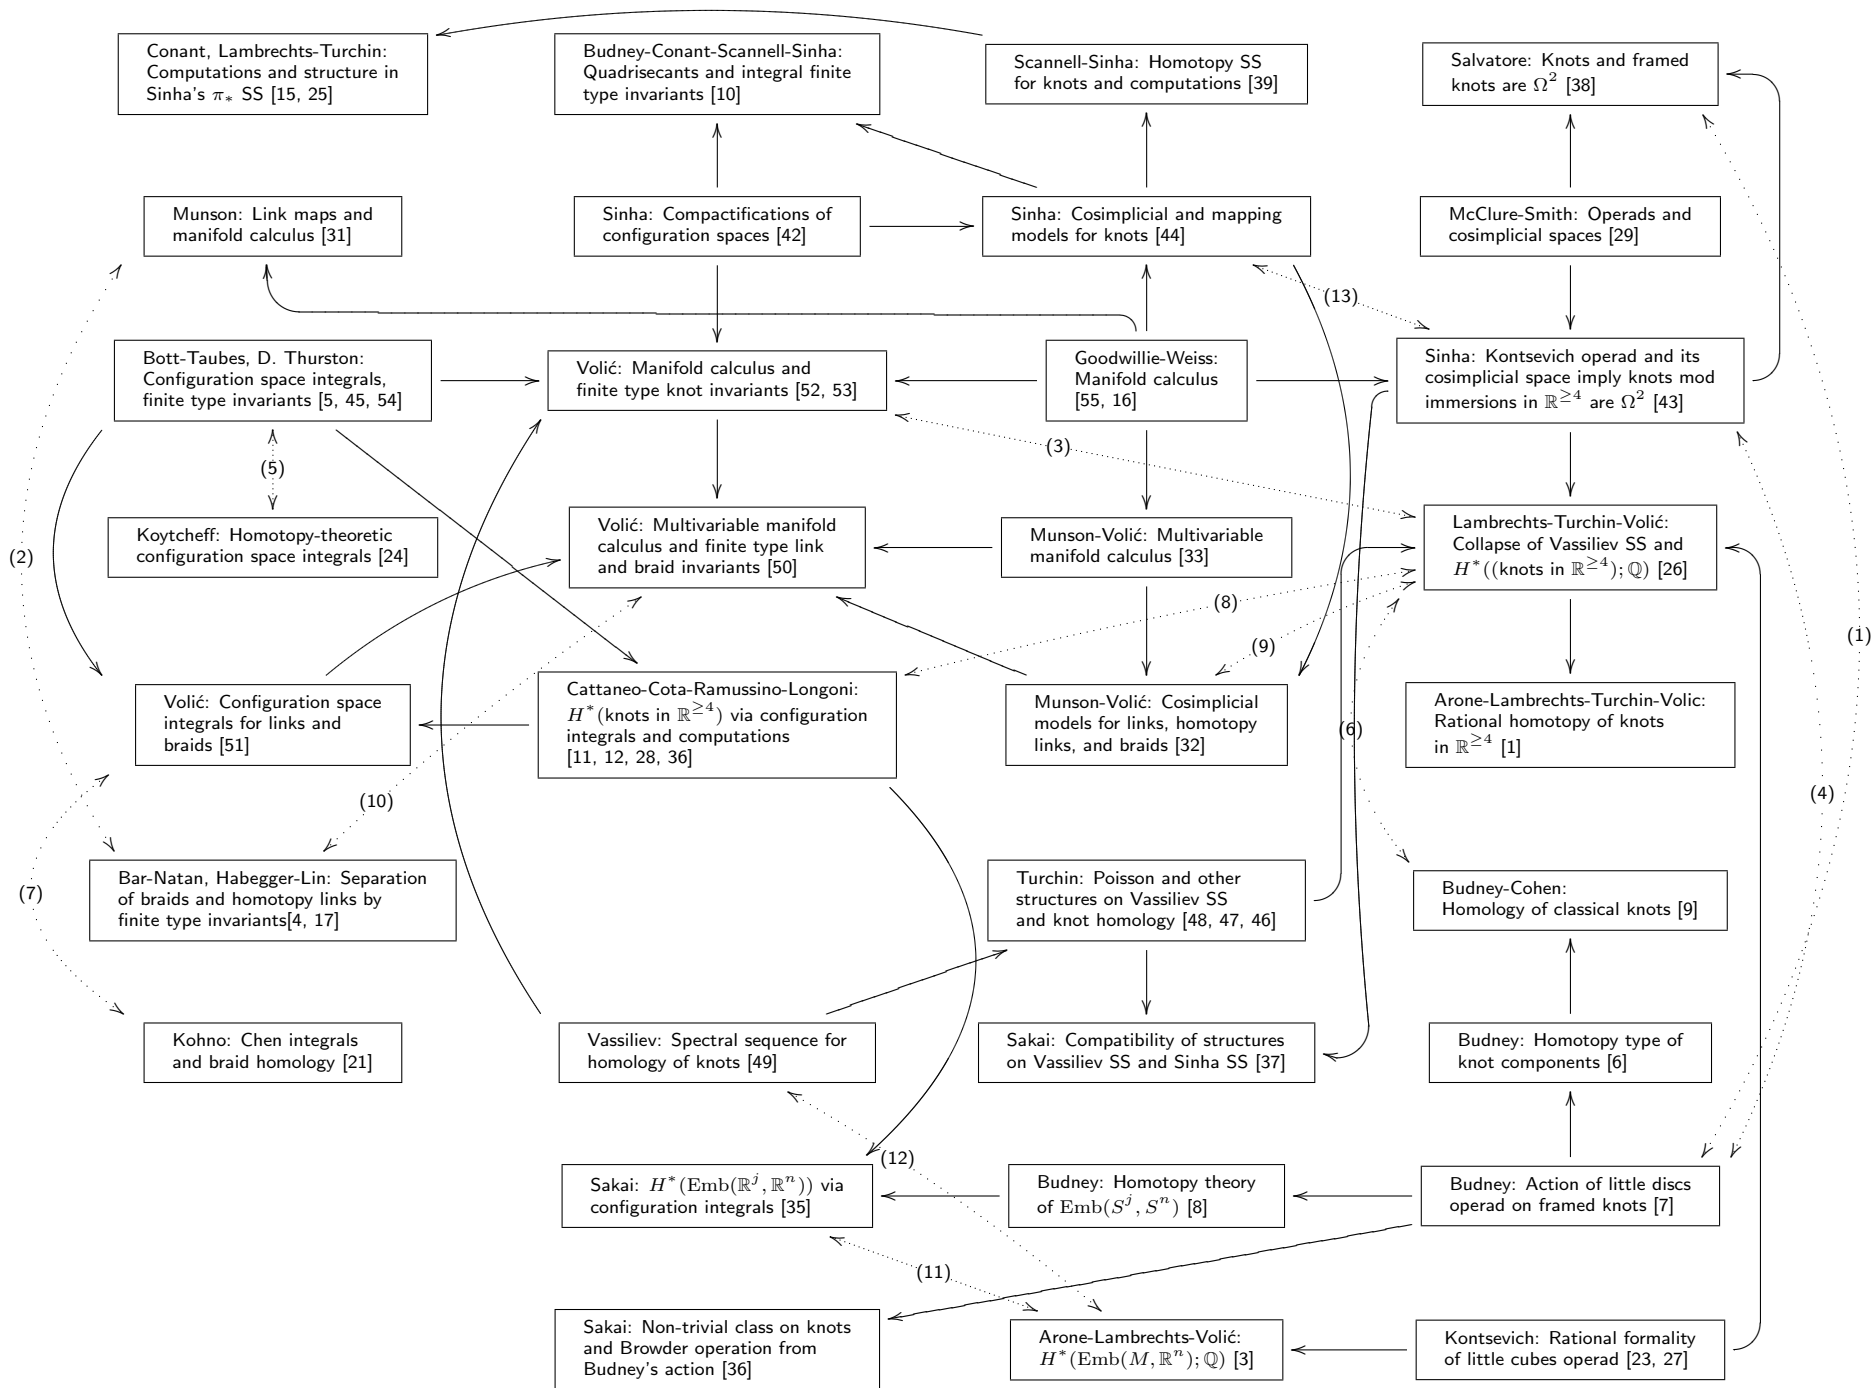 Conant, Lambrechts-Turchin:
Computations and structure in
Sinha's π∗ SS [15, 25]
Budney-Conant-Scannell-Sinha:
Quadrisecants and integral finite
type invariants [10]
Scannell-Sinha: Homotopy SS
for knots and computations [39]
Salvatore: Knots and framed
knots are Ω² [38]
Munson: Link maps and
manifold calculus [31]
Sinha: Compactifications of
configuration spaces [42]
Sinha: Cosimplicial and mapping
models for knots [44]
McClure-Smith: Operads and
cosimplicial spaces [29]
(13)
Bott-Taubes, D. Thurston:
Configuration space integrals,
finite type invariants [5, 45, 54]
Volić: Manifold calculus and
finite type knot invariants [52, 53]
Goodwillie-Weiss:
Manifold calculus
[55, 16]
Sinha: Kontsevich operad and its
cosimplicial space imply knots mod
immersions in ℝ≥4 are Ω² [43]
(5)
(3)
Koytcheff: Homotopy-theoretic
configuration space integrals [24]
Volić: Multivariable manifold
calculus and finite type link
and braid invariants [50]
Munson-Volić: Multivariable
manifold calculus [33]
Lambrechts-Turchin-Volić:
Collapse of Vassiliev SS and
H*((knots in ℝ≥4); ℚ) [26]
(2)
(8)
(9)
(1)
Volić: Configuration space
integrals for links and
braids [51]
Cattaneo-Cota-Ramussino-Longoni:
H*(knots in ℝ≥4) via configuration
integrals and computations
[11, 12, 28, 36]
Munson-Volić: Cosimplicial
models for links, homotopy
links, and braids [32]
(6)
Arone-Lambrechts-Turchin-Volic:
Rational homotopy of knots
in ℝ≥4 [1]
(10)
(4)
(7)
Bar-Natan, Habegger-Lin: Separation
of braids and homotopy links by
finite type invariants[4, 17]
Turchin: Poisson and other
structures on Vassiliev SS
and knot homology [48, 47, 46]
Budney-Cohen:
Homology of classical knots [9]
Kohno: Chen integrals
and braid homology [21]
Vassiliev: Spectral sequence for
homology of knots [49]
Sakai: Compatibility of structures
on Vassiliev SS and Sinha SS [37]
Budney: Homotopy type of
knot components [6]
(12)
Sakai: H*(Emb(ℝʲ, ℝⁿ)) via
configuration integrals [35]
Budney: Homotopy theory
of Emb(Sʲ, Sⁿ) [8]
Budney: Action of little discs
operad on framed knots [7]
(11)
Sakai: Non-trivial class on knots
and Browder operation from
Budney's action [36]
Arone-Lambrechts-Volić:
H*(Emb(M, ℝⁿ); ℚ) [3]
Kontsevich: Rational formality
of little cubes operad [23, 27]